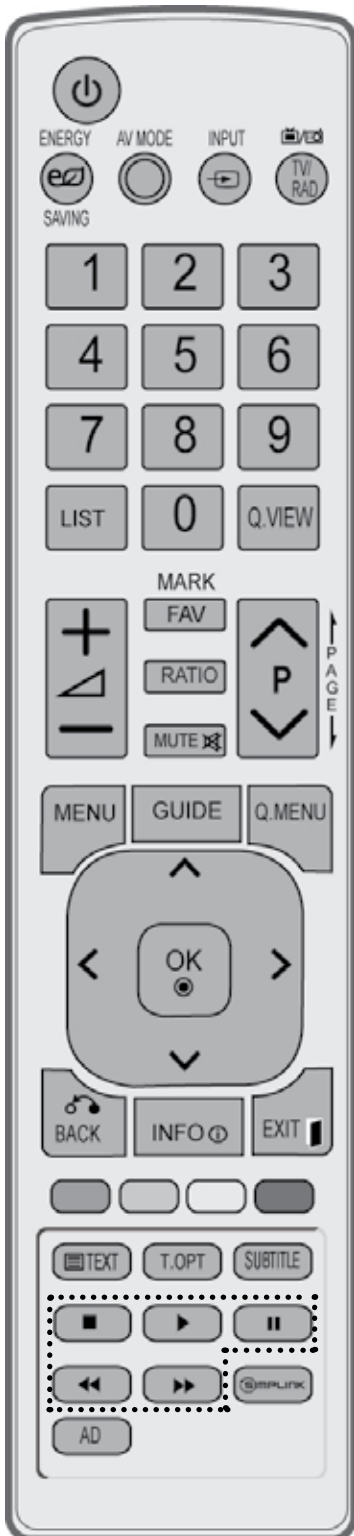 ENERGY AV MODE INPUT
TV/
RAD
SAVING
1 2 3
4 5 6
7 8 9
LIST 0 Q.VIEW
MARK
FAV
RATIO
P
PAGE
MUTE
MENU GUIDE Q.MENU
OK
BACK INFO EXIT
TEXT T.OPT SUBTITLE
SIMPLINK
AD